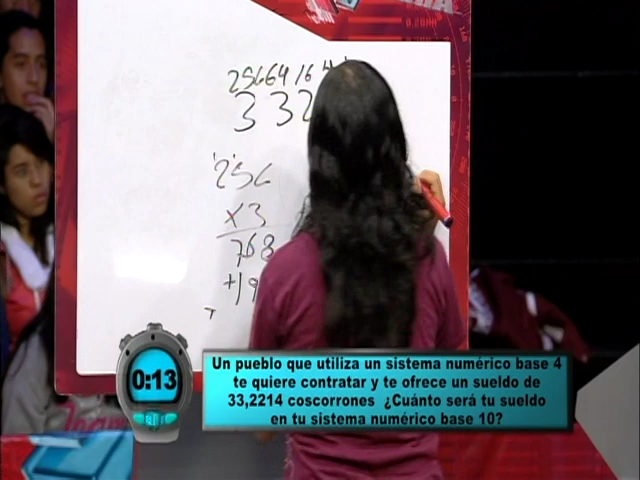 256 64 16 4
3 3 2
256
x 3
768
+19
0:13
Un pueblo que utiliza un sistema numérico base 4
te quiere contratar y te ofrece un sueldo de
33,2214 coscorrones ¿Cuánto será tu sueldo
en tu sistema numérico base 10?